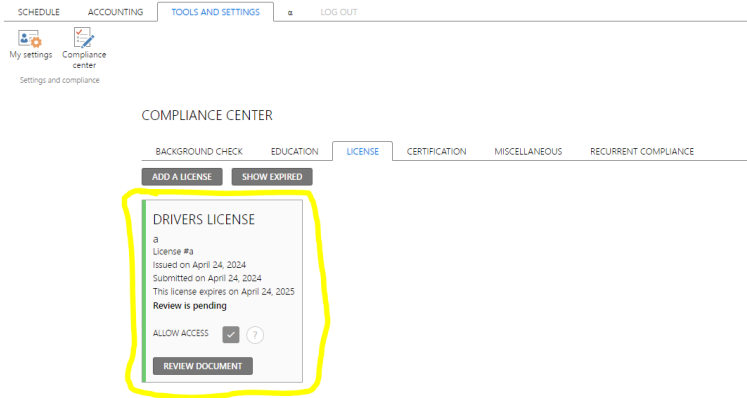 SCHEDULE ACCOUNTING TOOLS AND SETTINGS α LOG OUT
My settings Compliance center
Settings and compliance
COMPLIANCE CENTER
BACKGROUND CHECK EDUCATION LICENSE CERTIFICATION MISCELLANEOUS RECURRENT COMPLIANCE
ADD A LICENSE SHOW EXPIRED
DRIVERS LICENSE
a
License #a
Issued on April 24, 2024
Submitted on April 24, 2024
This license expires on April 24, 2025
Review is pending
ALLOW ACCESS ?
REVIEW DOCUMENT